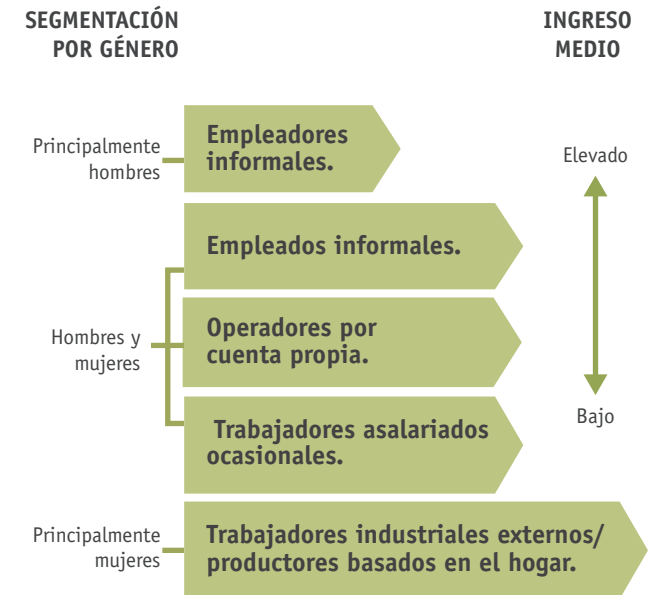 SEGMENTACIÓN
POR GÉNERO
INGRESO
MEDIO
Principalmente
hombres
Empleadores
informales.
Elevado
Empleados informales.
Hombres y
mujeres
Operadores por
cuenta propia.
Trabajadores asalariados
ocasionales.
Bajo
Principalmente
mujeres
Trabajadores industriales externos/
productores basados en el hogar.